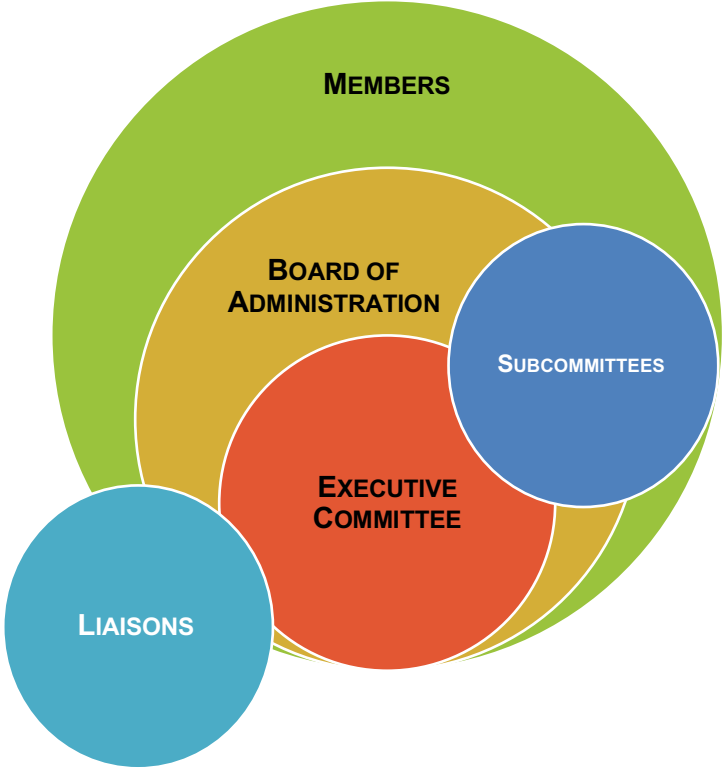 MEMBERS
BOARD OF
ADMINISTRATION
SUBCOMMITTEES
EXECUTIVE
COMMITTEE
LIAISONS